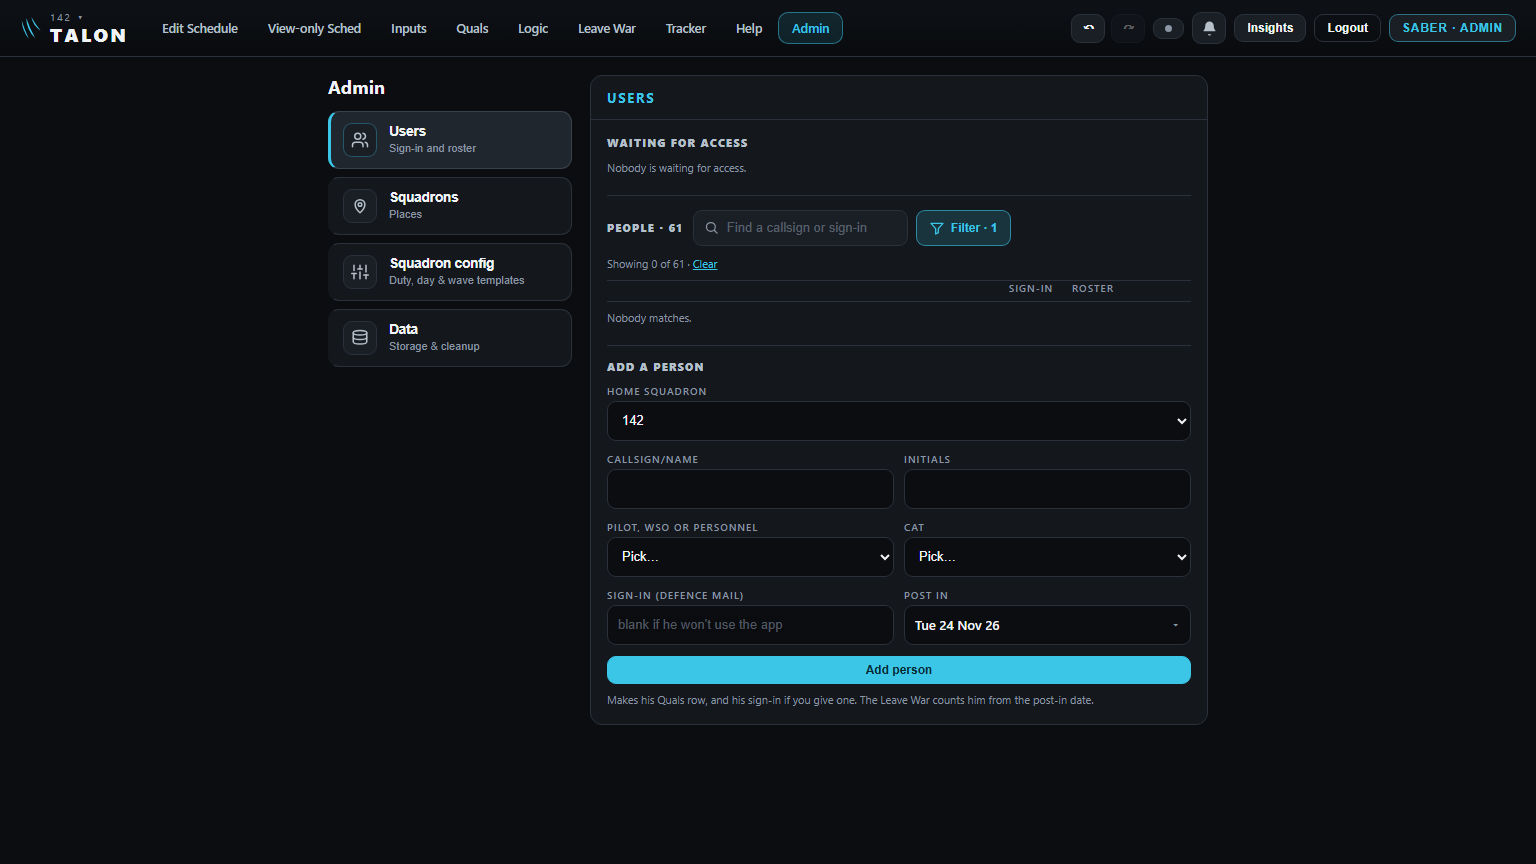 142 ▾
TALON
Edit Schedule
View-only Sched
Inputs
Quals
Logic
Leave War
Tracker
Help
Admin
Insights
Logout
SABER · ADMIN
Admin
Users
Sign-in and roster
Squadrons
Places
Squadron config
Duty, day & wave templates
Data
Storage & cleanup
USERS
WAITING FOR ACCESS
Nobody is waiting for access.
PEOPLE · 61
Find a callsign or sign-in
Filter · 1
Showing 0 of 61 · Clear
SIGN-IN ROSTER
Nobody matches.
ADD A PERSON
HOME SQUADRON
142
CALLSIGN/NAME
INITIALS
PILOT, WSO OR PERSONNEL
CAT
Pick...
Pick...
SIGN-IN (DEFENCE MAIL)
POST IN
blank if he won't use the app
Tue 24 Nov 26
Add person
Makes his Quals row, and his sign-in if you give one. The Leave War counts him from the post-in date.